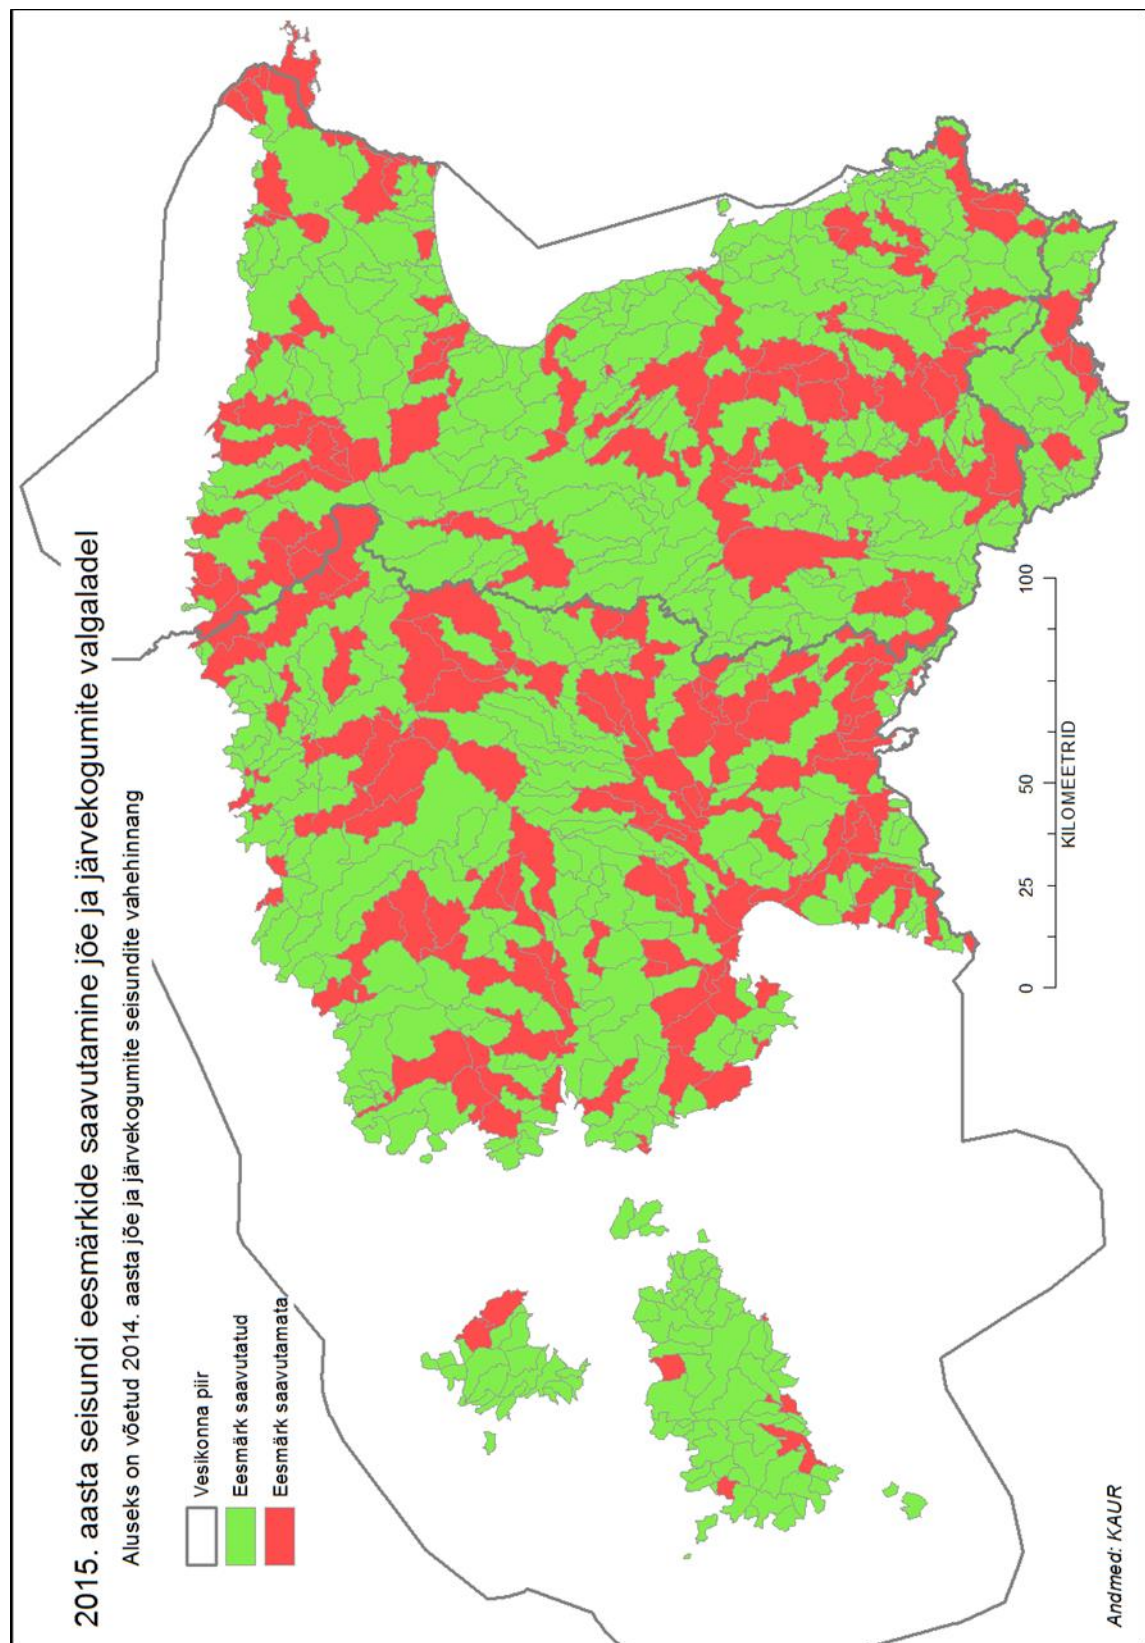 2015. aasta seisundi eesmärkide saavutamine jõe ja järvekogumite valgaladel
Aluseks on võetud 2014. aasta jõe ja järvekogumite seisundite vahehinnang
Vesikonna piir
Eesmärk saavutatud
Eesmärk saavutamata
0 25 50 100
KILOMEETRID
Andmed: KAUR